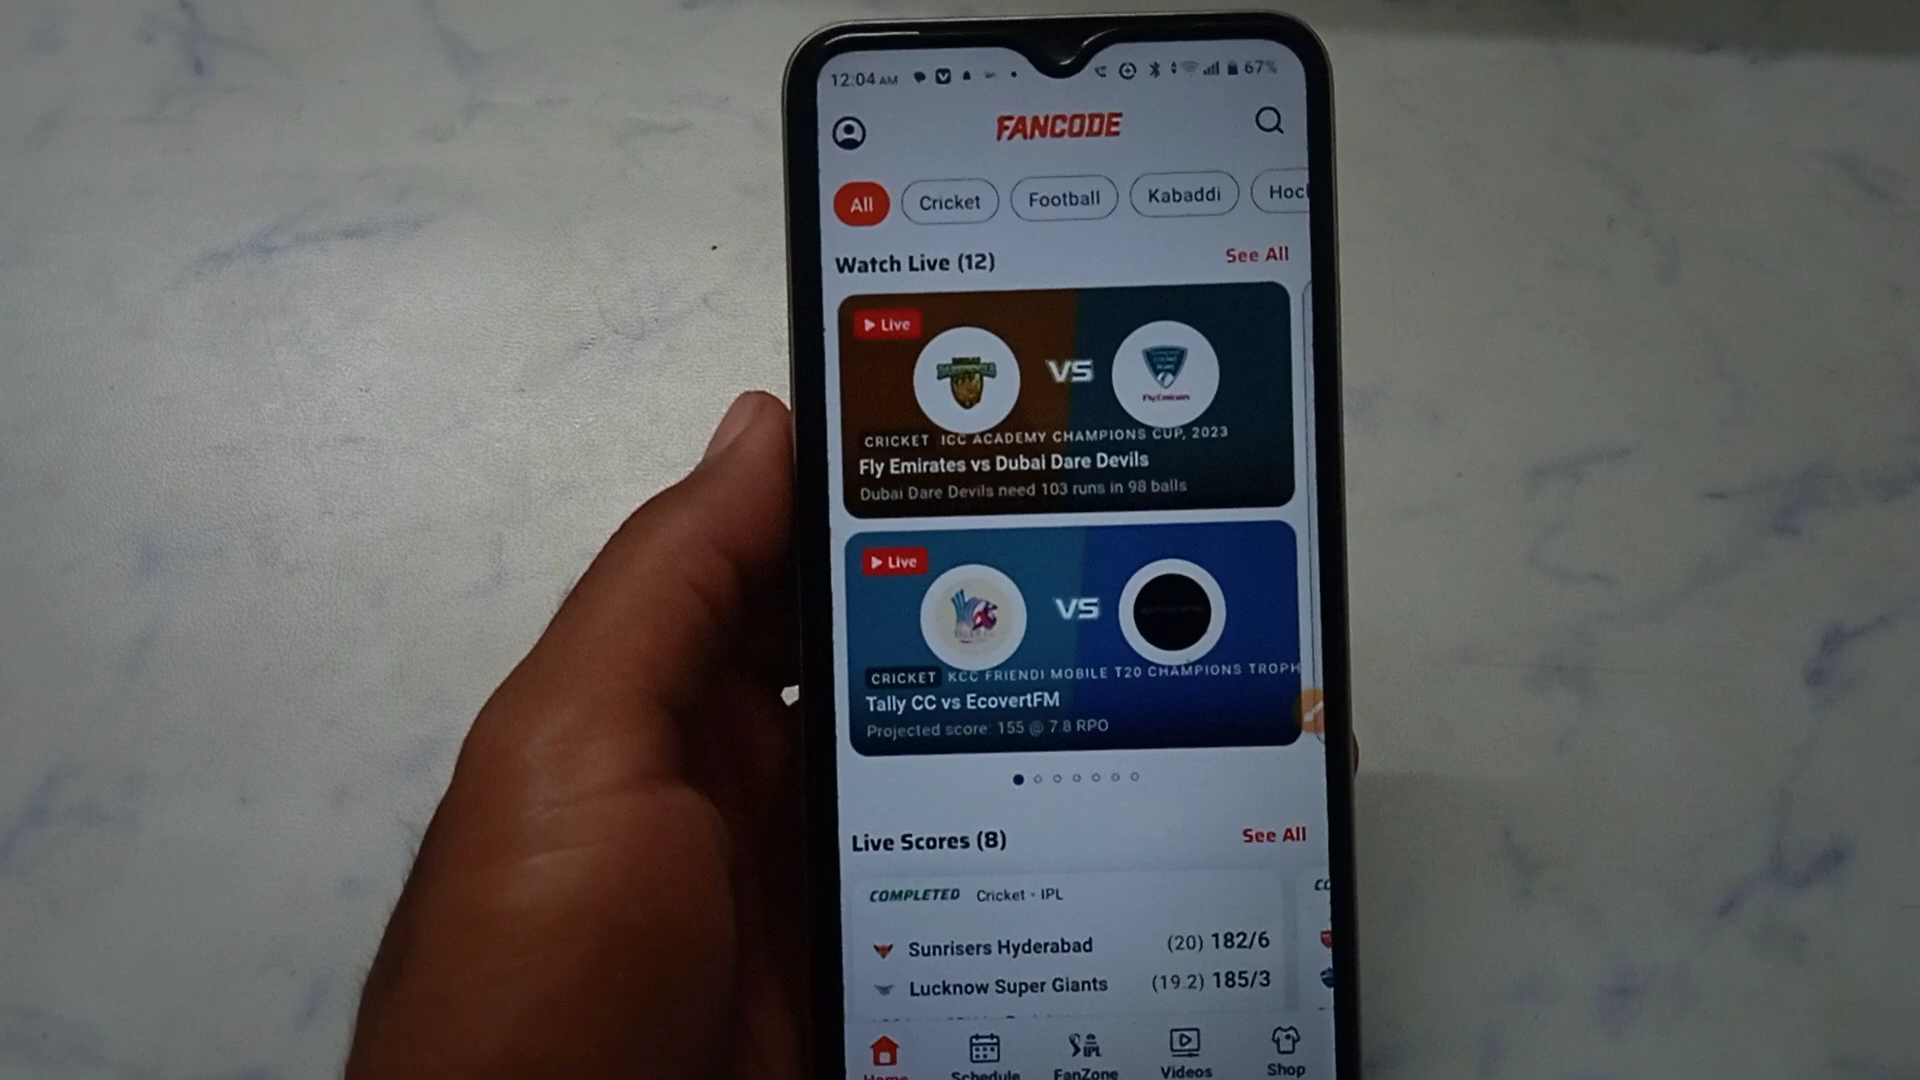 12:04 AM 67%
FANCODE
All Cricket Football Kabaddi Hoc
Watch Live (12) See All
Live
VS
Fly Emirates
CRICKET ICC ACADEMY CHAMPIONS CUP, 2023
Fly Emirates vs Dubai Dare Devils
Dubai Dare Devils need 103 runs in 98 balls
Live
VS
CRICKET KCC FRIENDI MOBILE T20 CHAMPIONS TROPH
Tally CC vs EcovertFM
Projected score: 155 @ 7.8 RPO
Live Scores (8) See All
COMPLETED Cricket - IPL
Sunrisers Hyderabad (20) 182/6
Lucknow Super Giants (19.2) 185/3
IPL
Home Schedule FanZone Videos Shop